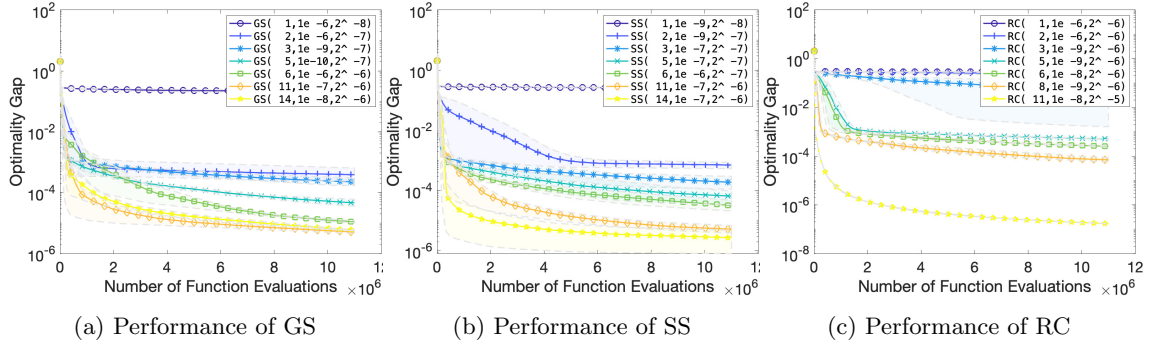 10^2
10^0
10^-2
10^-4
10^-6
Optimality Gap
GS( 1,1e -6,2^ -8)
GS( 2,1e -6,2^ -7)
GS( 3,1e -9,2^ -7)
GS( 5,1e-10,2^ -7)
GS( 6,1e -6,2^ -6)
GS( 11,1e -7,2^ -6)
GS( 14,1e -8,2^ -6)
0 2 4 6 8 10 12
Number of Function Evaluations ×10^6
(a) Performance of GS
10^2
10^0
10^-2
10^-4
10^-6
Optimality Gap
SS( 1,1e -9,2^ -8)
SS( 2,1e -9,2^ -7)
SS( 3,1e -7,2^ -7)
SS( 5,1e -7,2^ -7)
SS( 6,1e -6,2^ -7)
SS( 11,1e -7,2^ -6)
SS( 14,1e -7,2^ -6)
0 2 4 6 8 10 12
Number of Function Evaluations ×10^6
(b) Performance of SS
10^2
10^0
10^-2
10^-4
10^-6
10^-8
Optimality Gap
RC( 1,1e -6,2^ -6)
RC( 2,1e -6,2^ -6)
RC( 3,1e -9,2^ -6)
RC( 5,1e -9,2^ -6)
RC( 6,1e -8,2^ -6)
RC( 8,1e -9,2^ -6)
RC( 11,1e -8,2^ -5)
0 2 4 6 8 10 12
Number of Function Evaluations ×10^6
(c) Performance of RC